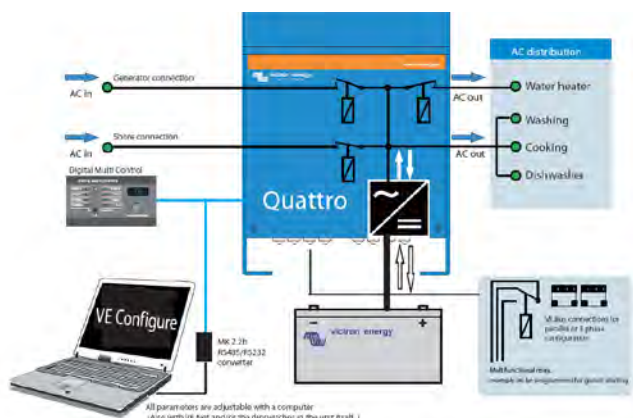 AC distribution
victron energy
Generator connection
AC in
AC out
Water heater
Washing
Shore connection
AC in
AC out
Cooking
Digital Multi Control
Dishwasher
Quattro
VE Configure
MK 2.2b
RS485/RS232
converter
victron energy
VE.Bus connections for
parallel or 3 phase
configuration
Multifunctional relay,
All parameters are adjustable with a computer